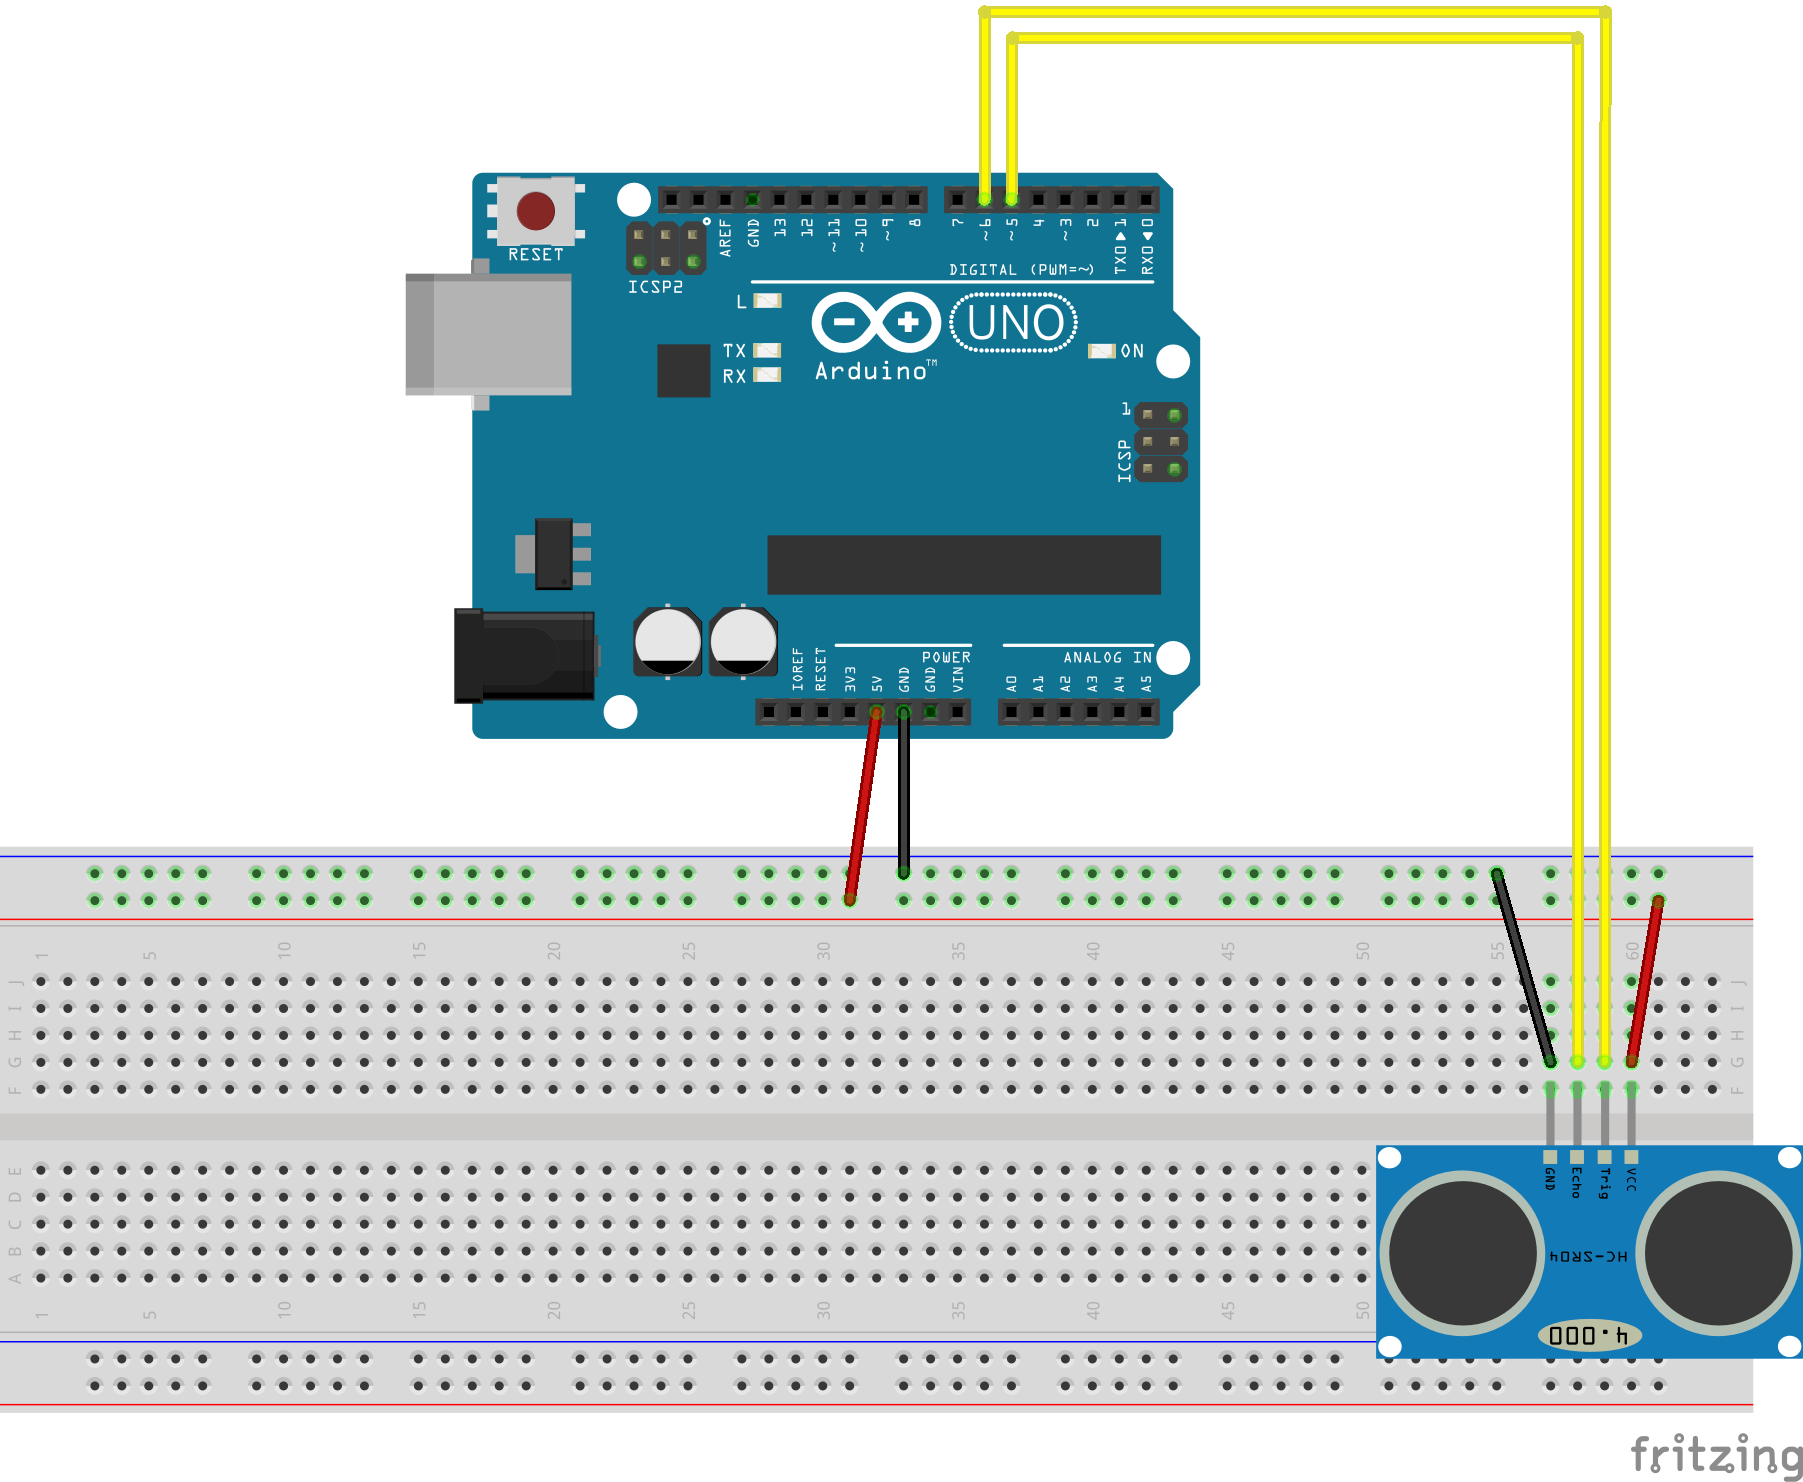 RESET
ICSP2
AREF
GND
13
12
~11
~10
~9
8
7
~6
~5
4
~3
2
TX0▶1
RX0◀0
DIGITAL (PWM=~)
L
TX
RX
Arduino™
UNO
ON
1
ICSP
POWER
ANALOG IN
IOREF
RESET
3V3
5V
GND
GND
VIN
A0
A1
A2
A3
A4
A5
1 5 10 15 20 25 30 35 40 45 50 55 60
J J
I I
H H
G G
F F
E
D
C
B
A
1 5 10 15 20 25 30 35 40 45 50
GND
Echo
Trig
VCC
HC-SR04
4.000
fritzing